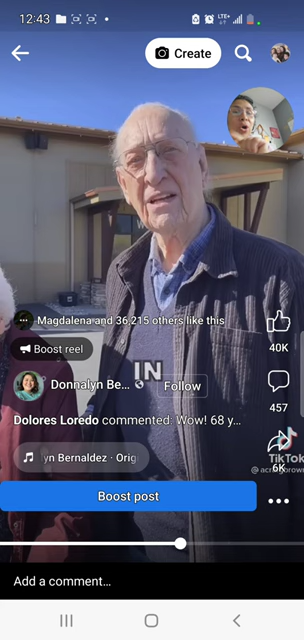 12:43
LTE+
Create
Magdalena and 36,215 others like this
Boost reel
40K
IN
Donnalyn Be...
Follow
457
Dolores Loredo commented: Wow! 68 y...
yn Bernaldez · Orig
TikTok
6K
Boost post
Add a comment...